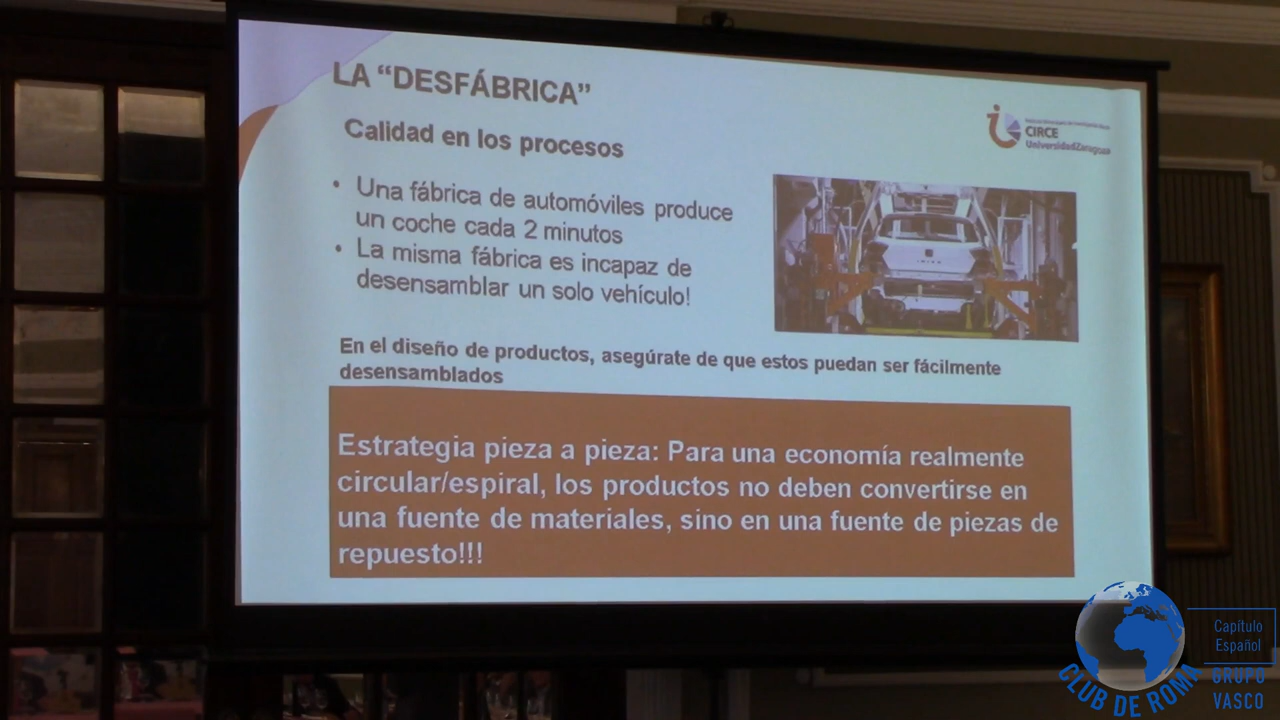 LA “DESFÁBRICA”
Calidad en los procesos
• Una fábrica de automóviles produce
un coche cada 2 minutos
• La misma fábrica es incapaz de
desensamblar un solo vehículo!
CIRCE
UniversidadZaragoza
En el diseño de productos, asegúrate de que estos puedan ser fácilmente
desensamblados
Estrategia pieza a pieza: Para una economía realmente
circular/espiral, los productos no deben convertirse en
una fuente de materiales, sino en una fuente de piezas de
repuesto!!!
CLUB DE ROMA
Capítulo
Español
GRUPO
VASCO